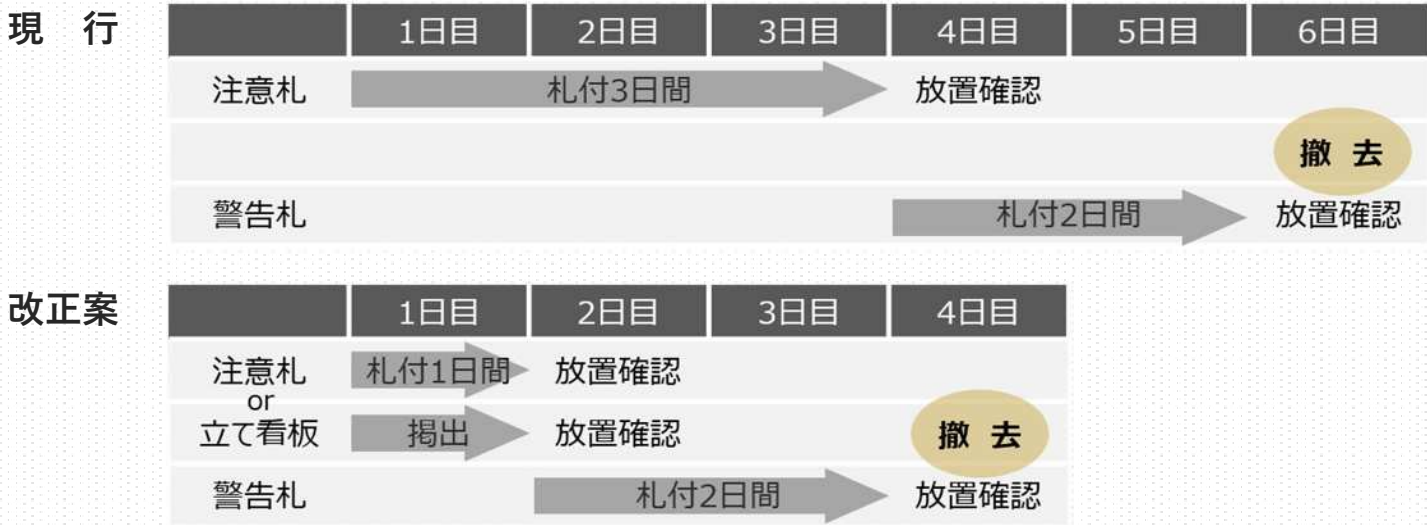 現　行
1日目 2日目 3日目 4日目 5日目 6日目
注意札 札付3日間 放置確認
撤 去
警告札 札付2日間 放置確認
改正案
1日目 2日目 3日目 4日目
注意札 札付1日間 放置確認
or
立て看板 掲出 放置確認 撤 去
警告札 札付2日間 放置確認